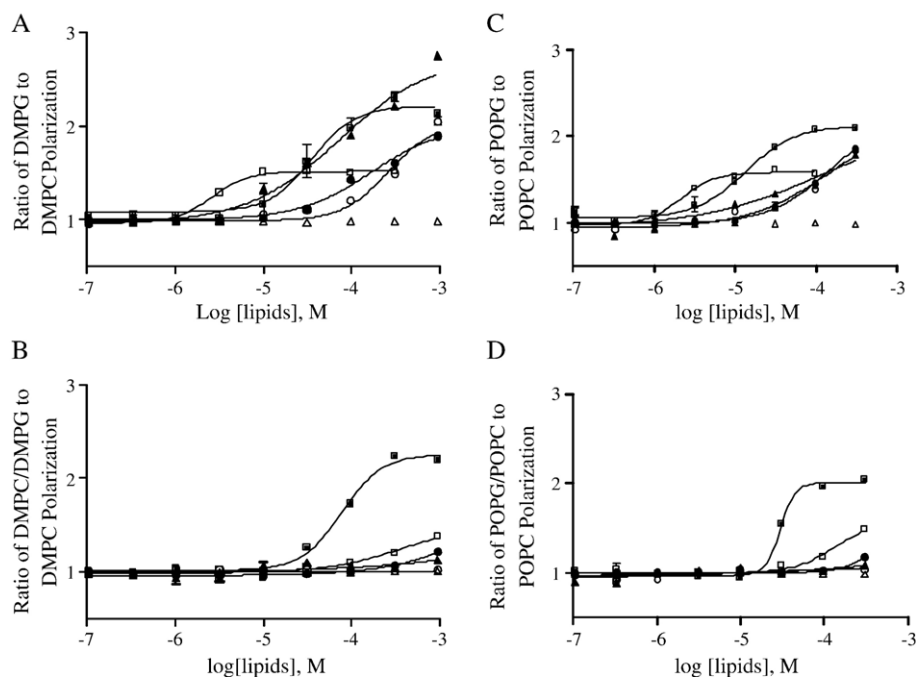 A
Ratio of DMPG to
DMPC Polarization
3
2
1
-7 -6 -5 -4 -3
Log [lipids], M
C
Ratio of POPG to
POPC Polarization
3
2
1
-7 -6 -5 -4 -3
log [lipids], M
B
Ratio of DMPC/DMPG to
DMPC Polarization
3
2
1
-7 -6 -5 -4 -3
log[lipids], M
D
Ratio of POPG/POPC to
POPC Polarization
3
2
1
-7 -6 -5 -4 -3
log [lipids], M